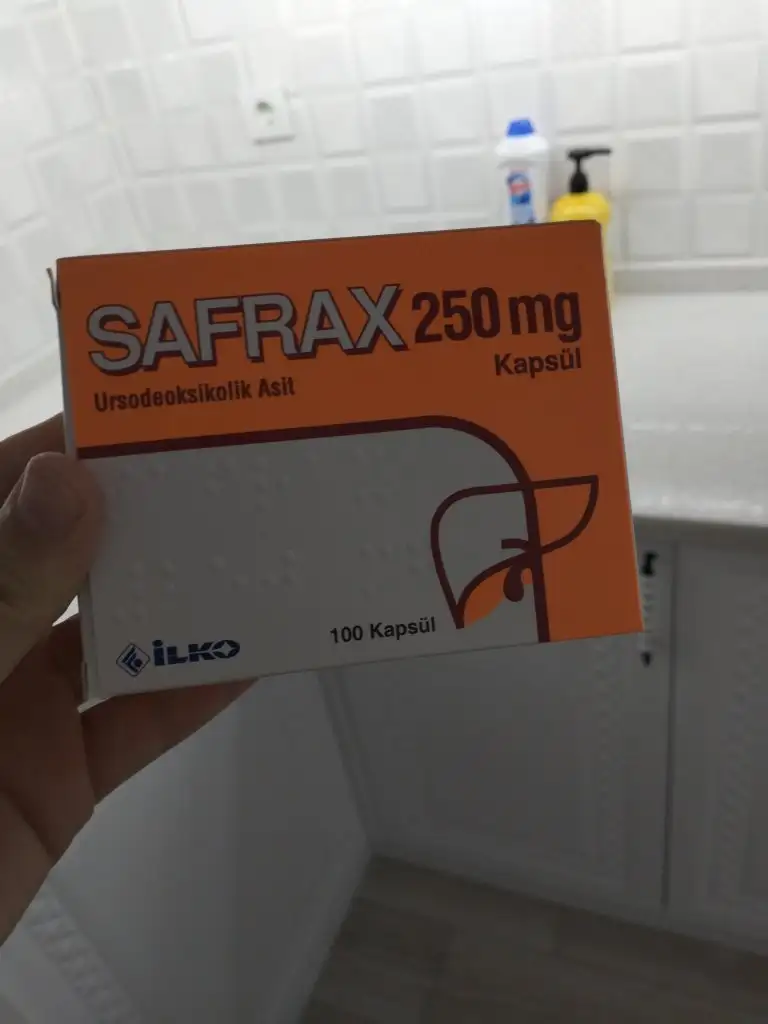 SAFRAX 250 mg
Kapsül
Ursodeoksikolik Asit
100 Kapsül
İLKO